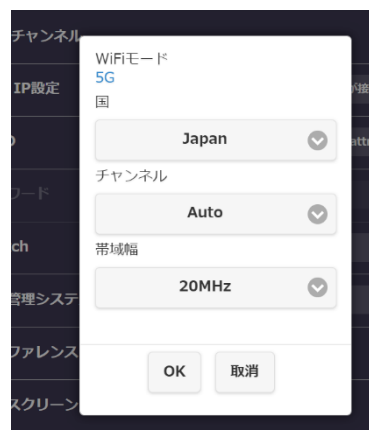 チャンネル
WiFiモード
5G
国
IP設定
Japan
チャンネル
Auto
帯域幅
ch
20MHz
管理システ
ファレンス
OK
取消
スクリーン